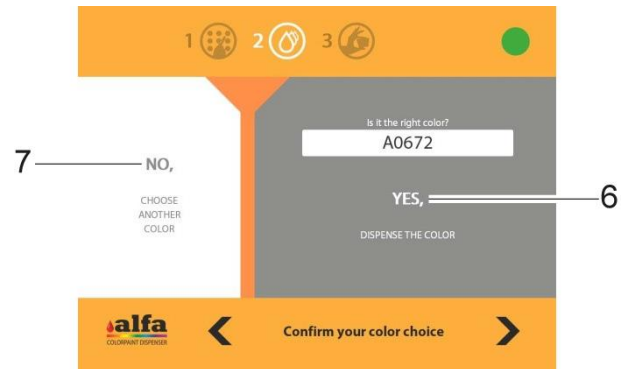 1 2 3
Is it the right color?
A0672
7
NO,
CHOOSE
ANOTHER
COLOR
YES,
6
DISPENSE THE COLOR
alfa
COLORPAINT DISPENSER
Confirm your color choice